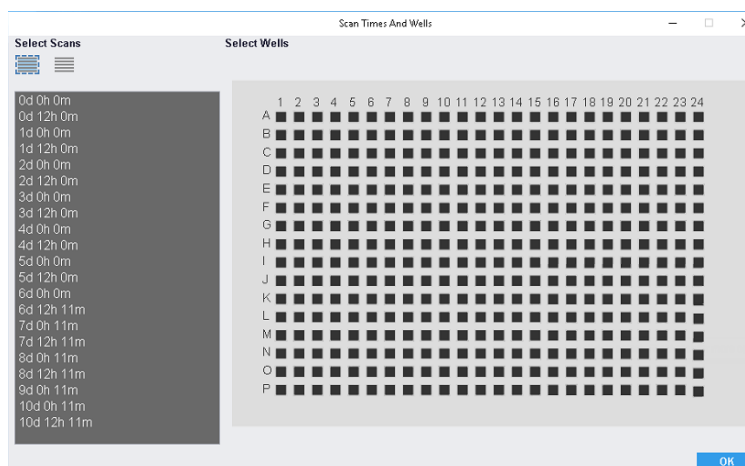 Scan Times And Wells
Select Scans
Select Wells
0d 0h 0m
0d 12h 0m
1d 0h 0m
1d 12h 0m
2d 0h 0m
2d 12h 0m
3d 0h 0m
3d 12h 0m
4d 0h 0m
4d 12h 0m
5d 0h 0m
5d 12h 0m
6d 0h 0m
6d 12h 11m
7d 0h 11m
7d 12h 11m
8d 0h 11m
8d 12h 11m
9d 0h 11m
10d 0h 11m
10d 12h 11m
1 2 3 4 5 6 7 8 9 10 11 12 13 14 15 16 17 18 19 20 21 22 23 24
A
B
C
D
E
F
G
H
I
J
K
L
M
N
O
P
OK